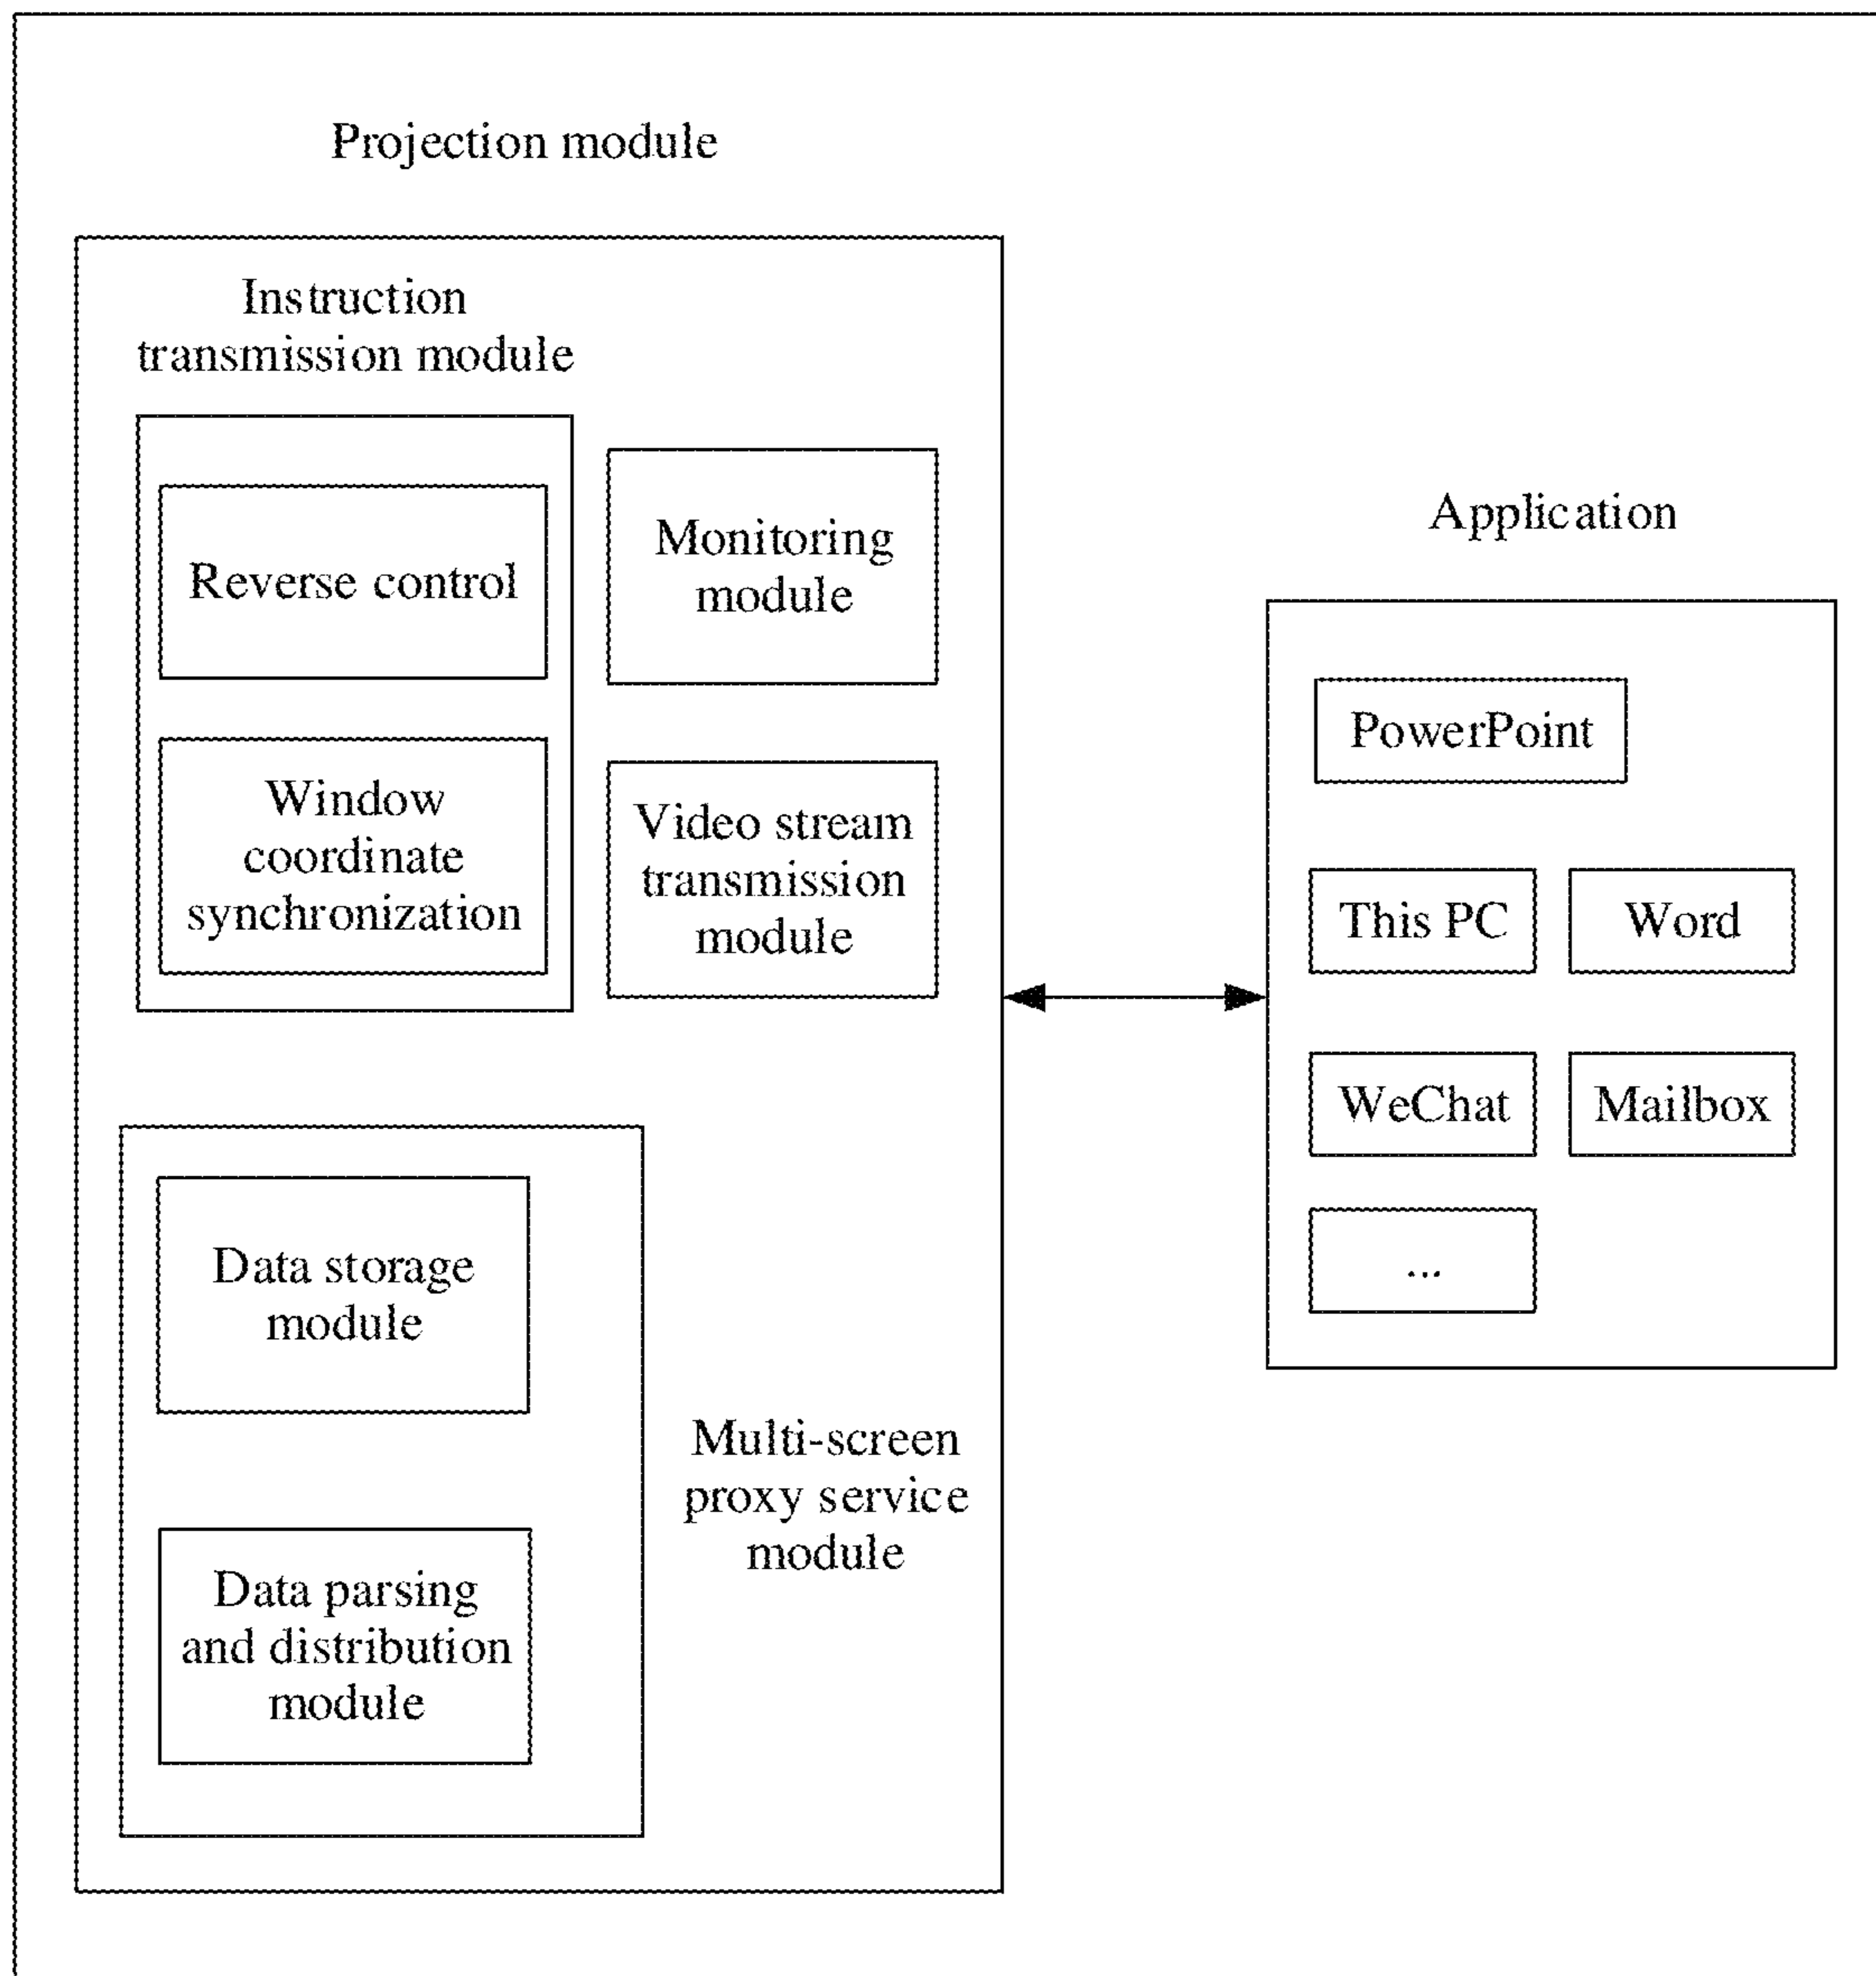 Projection module
Instruction
transmission module
Reverse control
Monitoring
module
Window
coordinate
synchronization
Video stream
transmission
module
Data storage
module
Data parsing
and distribution
module
Multi-screen
proxy service
module
Application
PowerPoint
This PC
Word
WeChat
Mailbox
...